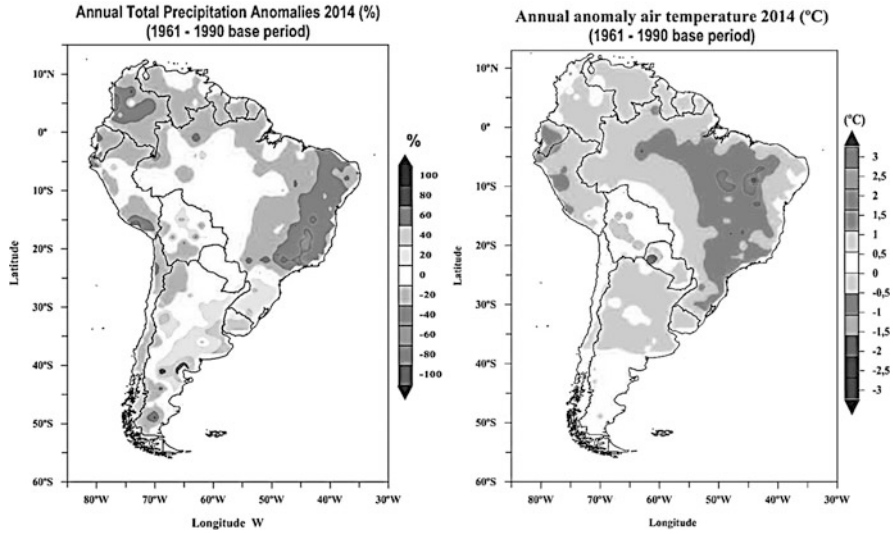 Annual Total Precipitation Anomalies 2014 (%)
(1961 - 1990 base period)
10°N
0°
10°S
20°S
30°S
40°S
50°S
60°S
80°W
70°W
60°W
50°W
40°W
30°W
Latitude
Longitude W
%
100
80
60
40
20
0
-20
-40
-60
-80
-100
Annual anomaly air temperature 2014 (ºC)
(1961 - 1990 base period)
10°N
0°
10°S
20°S
30°S
40°S
50°S
60°S
80°W
70°W
60°W
50°W
40°W
30°W
Latitude
Longitude
(ºC)
3
2,5
2
1,5
1
0,5
0
-0,5
-1
-1,5
-2
-2,5
-3